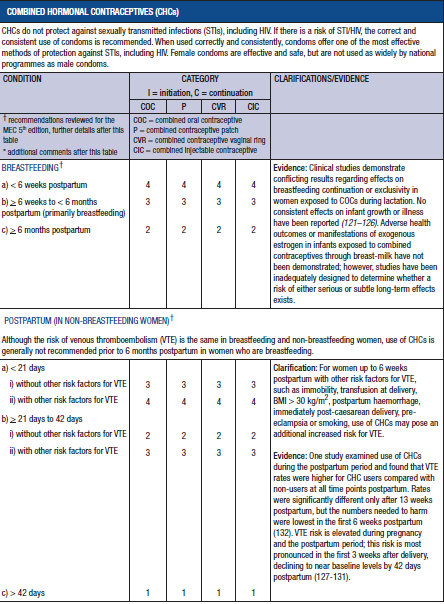 COMBINED HORMONAL CONTRACEPTIVES (CHCs)
CHCs do not protect against sexually transmitted infections (STIs), including HIV. If there is a risk of STI/HIV, the correct and
consistent use of condoms is recommended. When used correctly and consistently, condoms offer one of the most effective
methods of protection against STIs, including HIV. Female condoms are effective and safe, but are not used as widely by national
programmes as male condoms.
CONDITION
CATEGORY
I = initiation, C = continuation
COC P CVR CIC
CLARIFICATIONS/EVIDENCE
† recommendations reviewed for the
MEC 5th edition, further details after this
table
* additional comments after this table
COC = combined oral contraceptive
P = combined contraceptive patch
CVR = combined contraceptive vaginal ring
CIC = combined injectable contraceptive
BREASTFEEDING†
a) < 6 weeks postpartum 4 4 4 4
b) ≥ 6 weeks to < 6 months 3 3 3 3
postpartum (primarily breastfeeding)
c) ≥ 6 months postpartum 2 2 2 2
Evidence: Clinical studies demonstrate
conflicting results regarding effects on
breastfeeding continuation or exclusivity in
women exposed to COCs during lactation. No
consistent effects on infant growth or illness
have been reported (121–126). Adverse health
outcomes or manifestations of exogenous
estrogen in infants exposed to combined
contraceptives through breast-milk have not
been demonstrated; however, studies have been
inadequately designed to determine whether a
risk of either serious or subtle long-term effects
exists.
POSTPARTUM (IN NON-BREASTFEEDING WOMEN)†
Although the risk of venous thromboembolism (VTE) is the same in breastfeeding and non-breastfeeding women, use of CHCs is
generally not recommended prior to 6 months postpartum in women who are breastfeeding.
a) < 21 days
i) without other risk factors for VTE 3 3 3 3
ii) with other risk factors for VTE 4 4 4 4
b) ≥ 21 days to 42 days
i) without other risk factors for VTE 2 2 2 2
ii) with other risk factors for VTE 3 3 3 3
c) > 42 days 1 1 1 1
Clarification: For women up to 6 weeks
postpartum with other risk factors for VTE,
such as immobility, transfusion at delivery,
BMI > 30 kg/m², postpartum haemorrhage,
immediately post-caesarean delivery, pre-
eclampsia or smoking, use of CHCs may pose an
additional increased risk for VTE.
Evidence: One study examined use of CHCs
during the postpartum period and found that VTE
rates were higher for CHC users compared with
non-users at all time points postpartum. Rates
were significantly different only after 13 weeks
postpartum, but the numbers needed to harm
were lowest in the first 6 weeks postpartum
(132). VTE risk is elevated during pregnancy
and the postpartum period; this risk is most
pronounced in the first 3 weeks after delivery,
declining to near baseline levels by 42 days
postpartum (127-131).